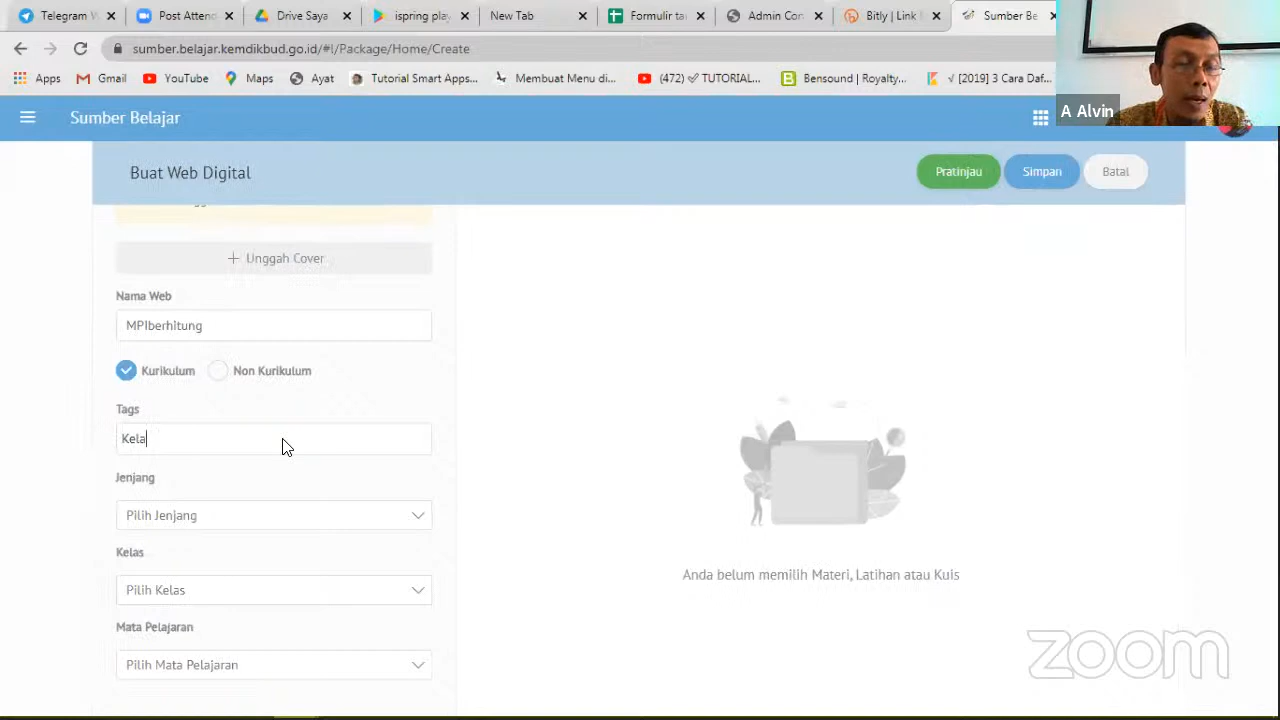 Telegram W
Post Attend
Drive Saya
ispring play
New Tab
Formulir ta
Admin Con
Bitly | Link
Sumber Be
sumber.belajar.kemdikbud.go.id/#!/Package/Home/Create
Apps
Gmail
YouTube
Maps
Ayat
Tutorial Smart Apps...
Membuat Menu di...
(472) ✓ TUTORIAL...
Bensound | Royalty...
√ [2019] 3 Cara Daf...
A Alvin
Sumber Belajar
Buat Web Digital
Pratinjau
Simpan
Batal
+ Unggah Cover
Nama Web
MPIberhitung
Kurikulum
Non Kurikulum
Tags
Kela
Jenjang
Pilih Jenjang
Kelas
Pilih Kelas
Mata Pelajaran
Pilih Mata Pelajaran
Anda belum memilih Materi, Latihan atau Kuis
zoom